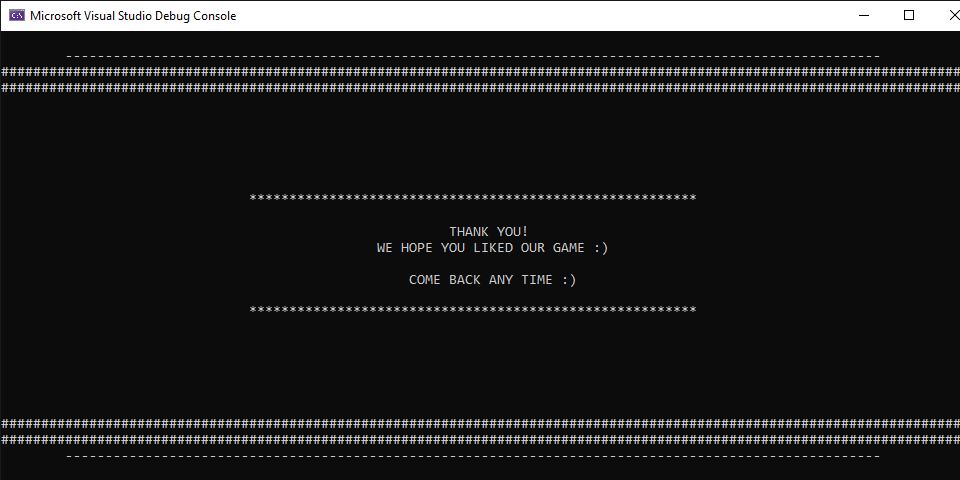 Microsoft Visual Studio Debug Console
------------------------------------------------------------------------------------------------------
########################################################################################################################
########################################################################################################################
********************************************************
THANK YOU!
WE HOPE YOU LIKED OUR GAME :)
COME BACK ANY TIME :)
********************************************************
########################################################################################################################
########################################################################################################################
------------------------------------------------------------------------------------------------------